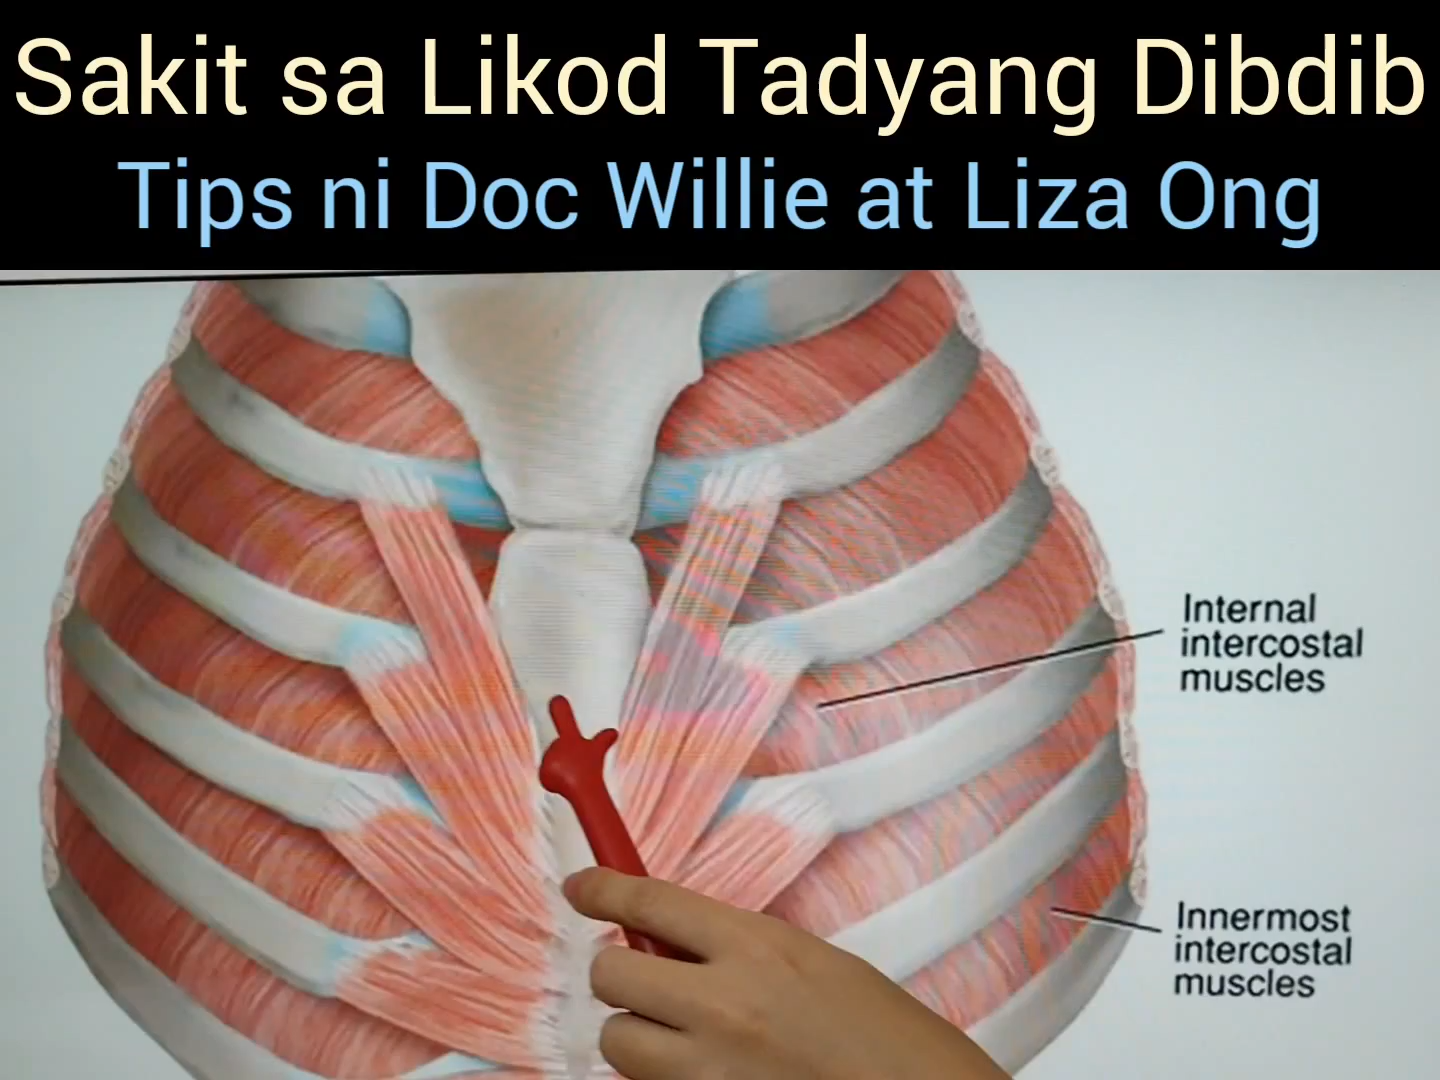 Sakit sa Likod Tadyang Dibdib
Tips ni Doc Willie at Liza Ong
Internal
intercostal
muscles
Innermost
intercostal
muscles